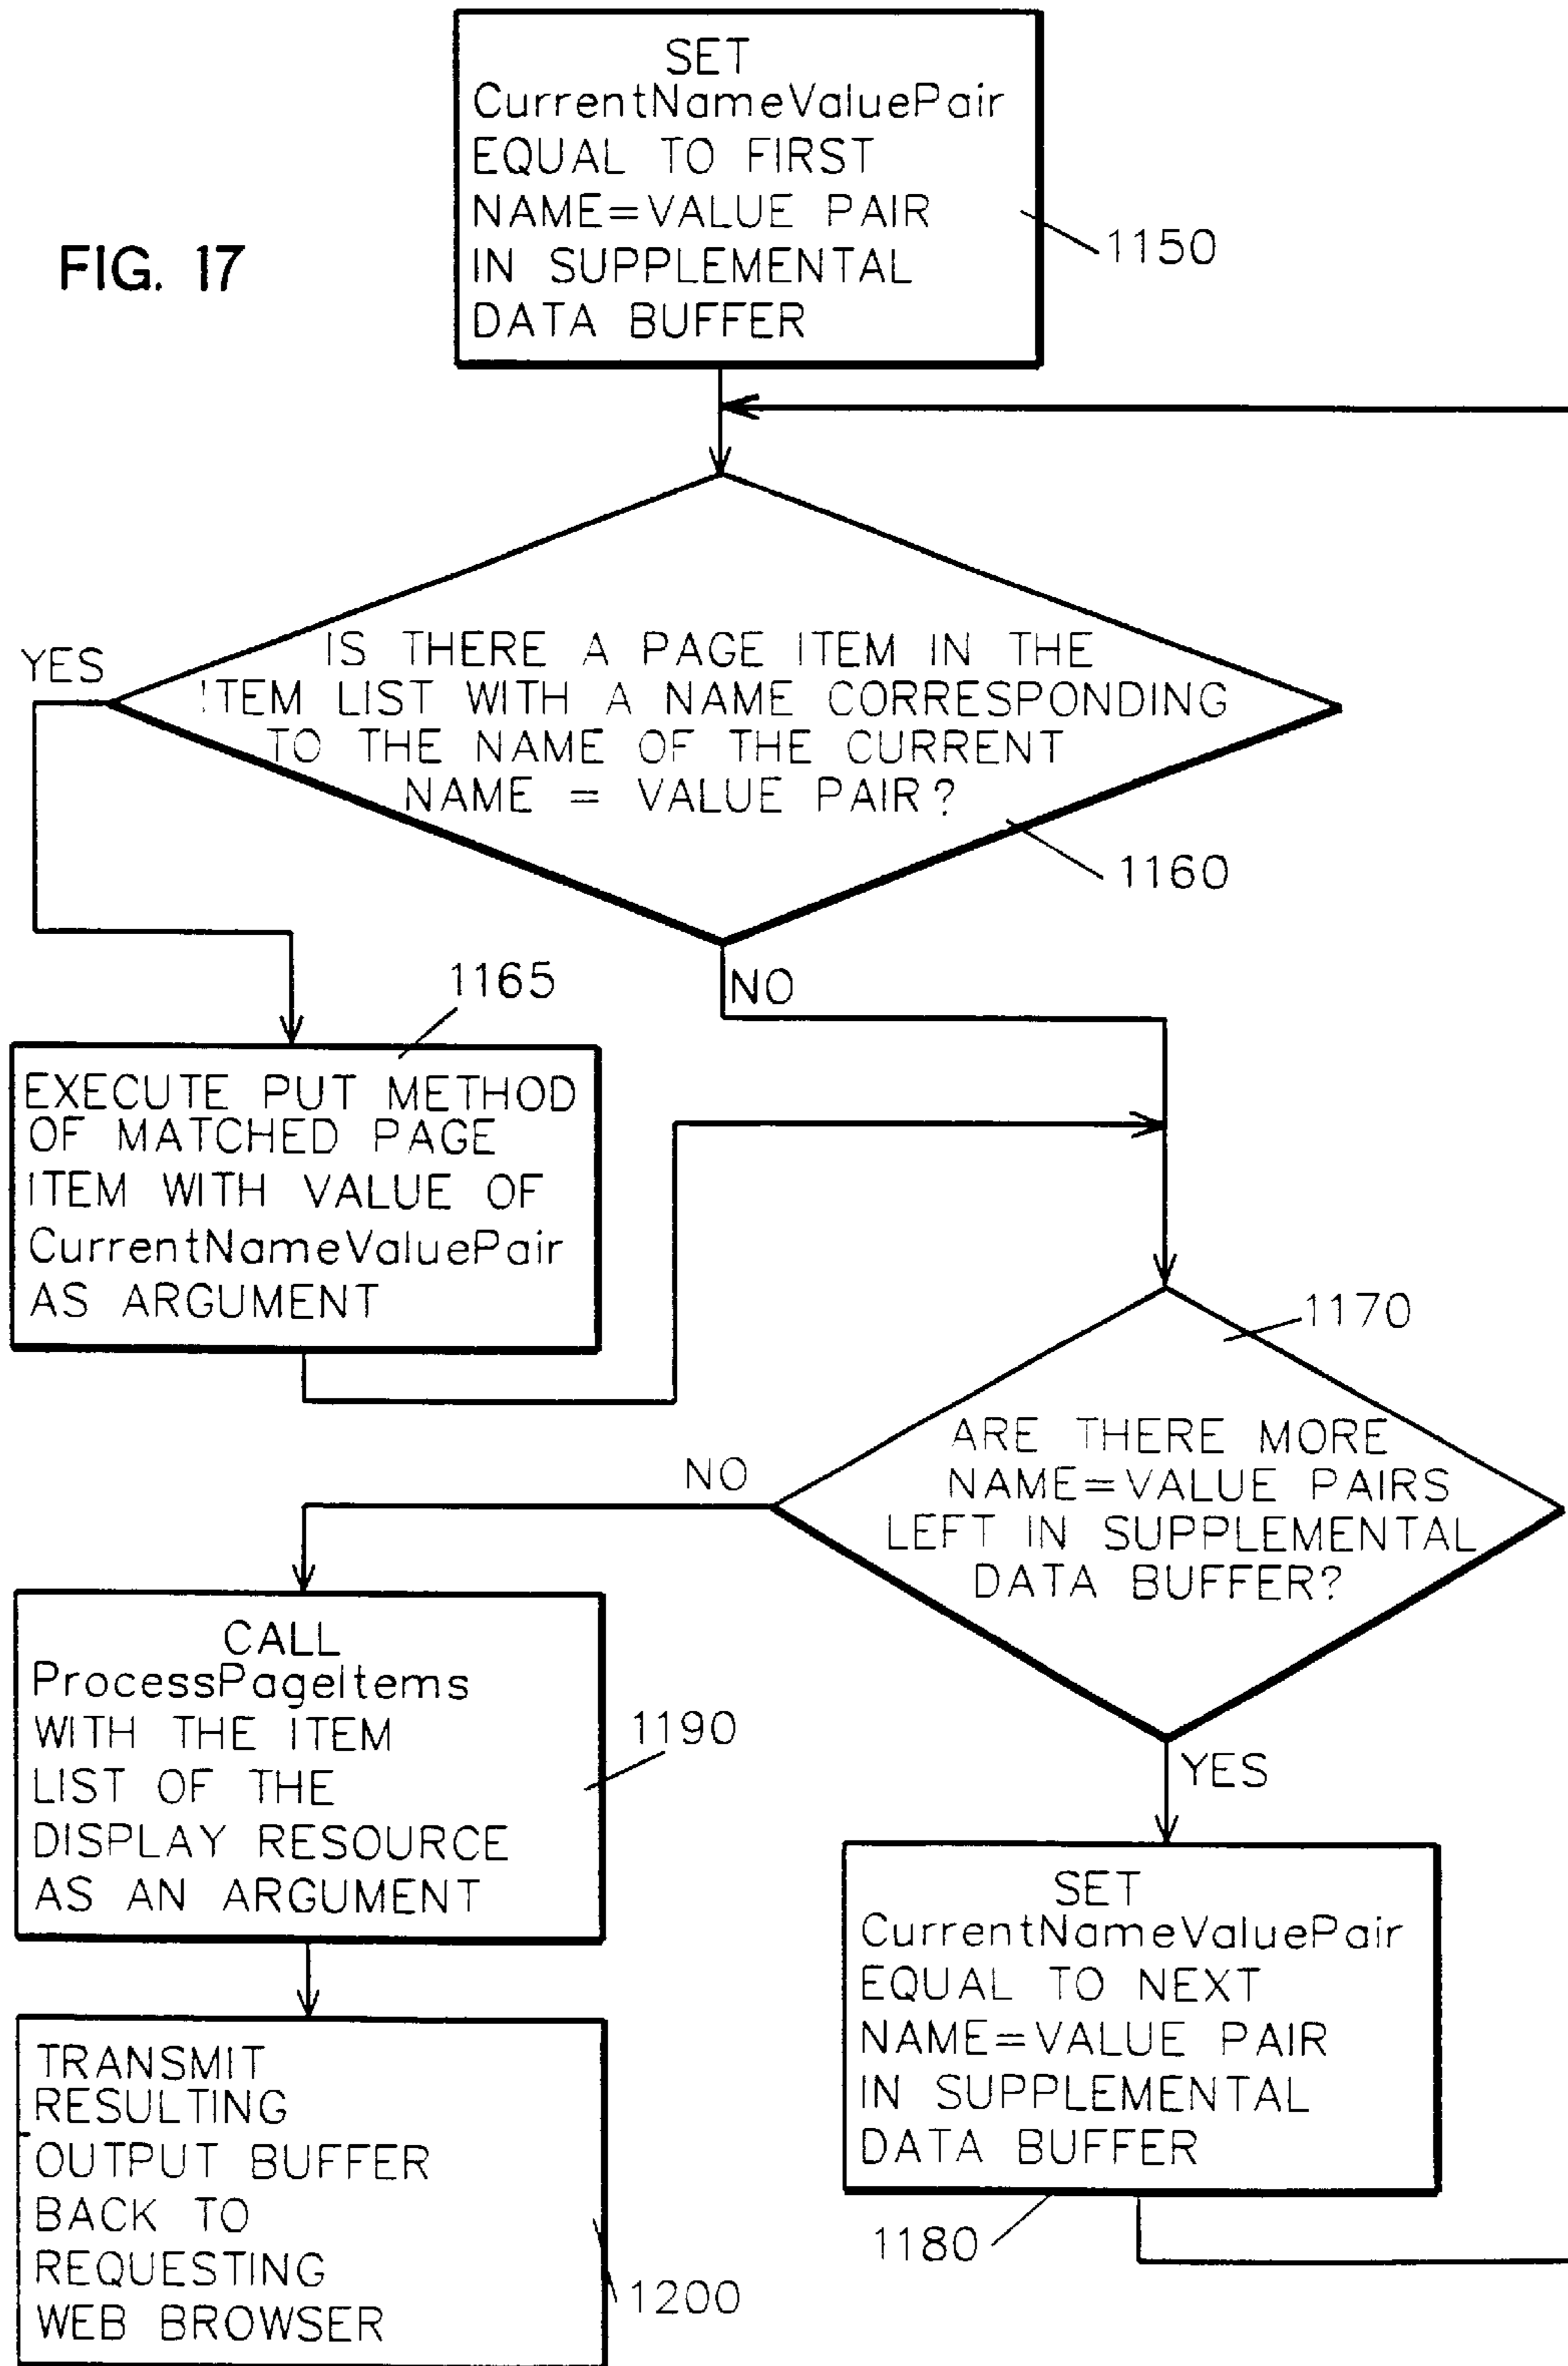 FIG. 17
SET
CurrentNameValuePair
EQUAL TO FIRST
NAME=VALUE PAIR
IN SUPPLEMENTAL
DATA BUFFER
1150
IS THERE A PAGE ITEM IN THE
ITEM LIST WITH A NAME CORRESPONDING
TO THE NAME OF THE CURRENT
NAME = VALUE PAIR?
YES
1160
NO
1165
EXECUTE PUT METHOD
OF MATCHED PAGE
ITEM WITH VALUE OF
CurrentNameValuePair
AS ARGUMENT
1170
ARE THERE MORE
NAME=VALUE PAIRS
LEFT IN SUPPLEMENTAL
DATA BUFFER?
NO
YES
CALL
ProcessPageItems
WITH THE ITEM
LIST OF THE
DISPLAY RESOURCE
AS AN ARGUMENT
1190
SET
CurrentNameValuePair
EQUAL TO NEXT
NAME=VALUE PAIR
IN SUPPLEMENTAL
DATA BUFFER
1180
TRANSMIT
RESULTING
OUTPUT BUFFER
BACK TO
REQUESTING
WEB BROWSER
1200